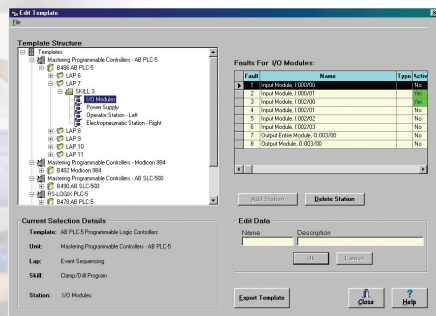 Edit Template
File
Template Structure
Templates
Mastering Programmable Controllers - AB PLC-5
B486 AB PLC-5
LAP 6
LAP 7
SKILL 3
I/O Modules
Power Supply
Operator Station - Left
Electropneumatic Station - Right
LAP 8
LAP 9
LAP 10
LAP 11
Mastering Programmable Controllers - Modicon 984
B482 Modicon 984
Mastering Programmable Controllers - AB SLC-500
B490 AB SLC-500
RS-LOGIX PLC-5
B478 AB PLC-5
Faults For I/O Modules:
Fault Name Type Activ
1 Input Module, I:000/00 No
2 Input Module, I:000/01 Yes
3 Input Module, I:002/00 Yes
4 Input Module, I:002/01 No
5 Input Module, I:002/02 No
6 Input Module, I:002/03 No
7 Output Entire Module, O:003/00 No
8 Output Module, O:003/00 No
Add Station Delete Station
Current Selection Details
Template: AB PLC-5 Programmable Logic Controllers
Unit: Mastering Programmable Controllers - AB PLC-5
Lap: Event Sequencing
Skill: Clamp/Drill Program
Station: I/O Modules
Edit Data
Name Description
Ok Cancel
Export Template Close Help